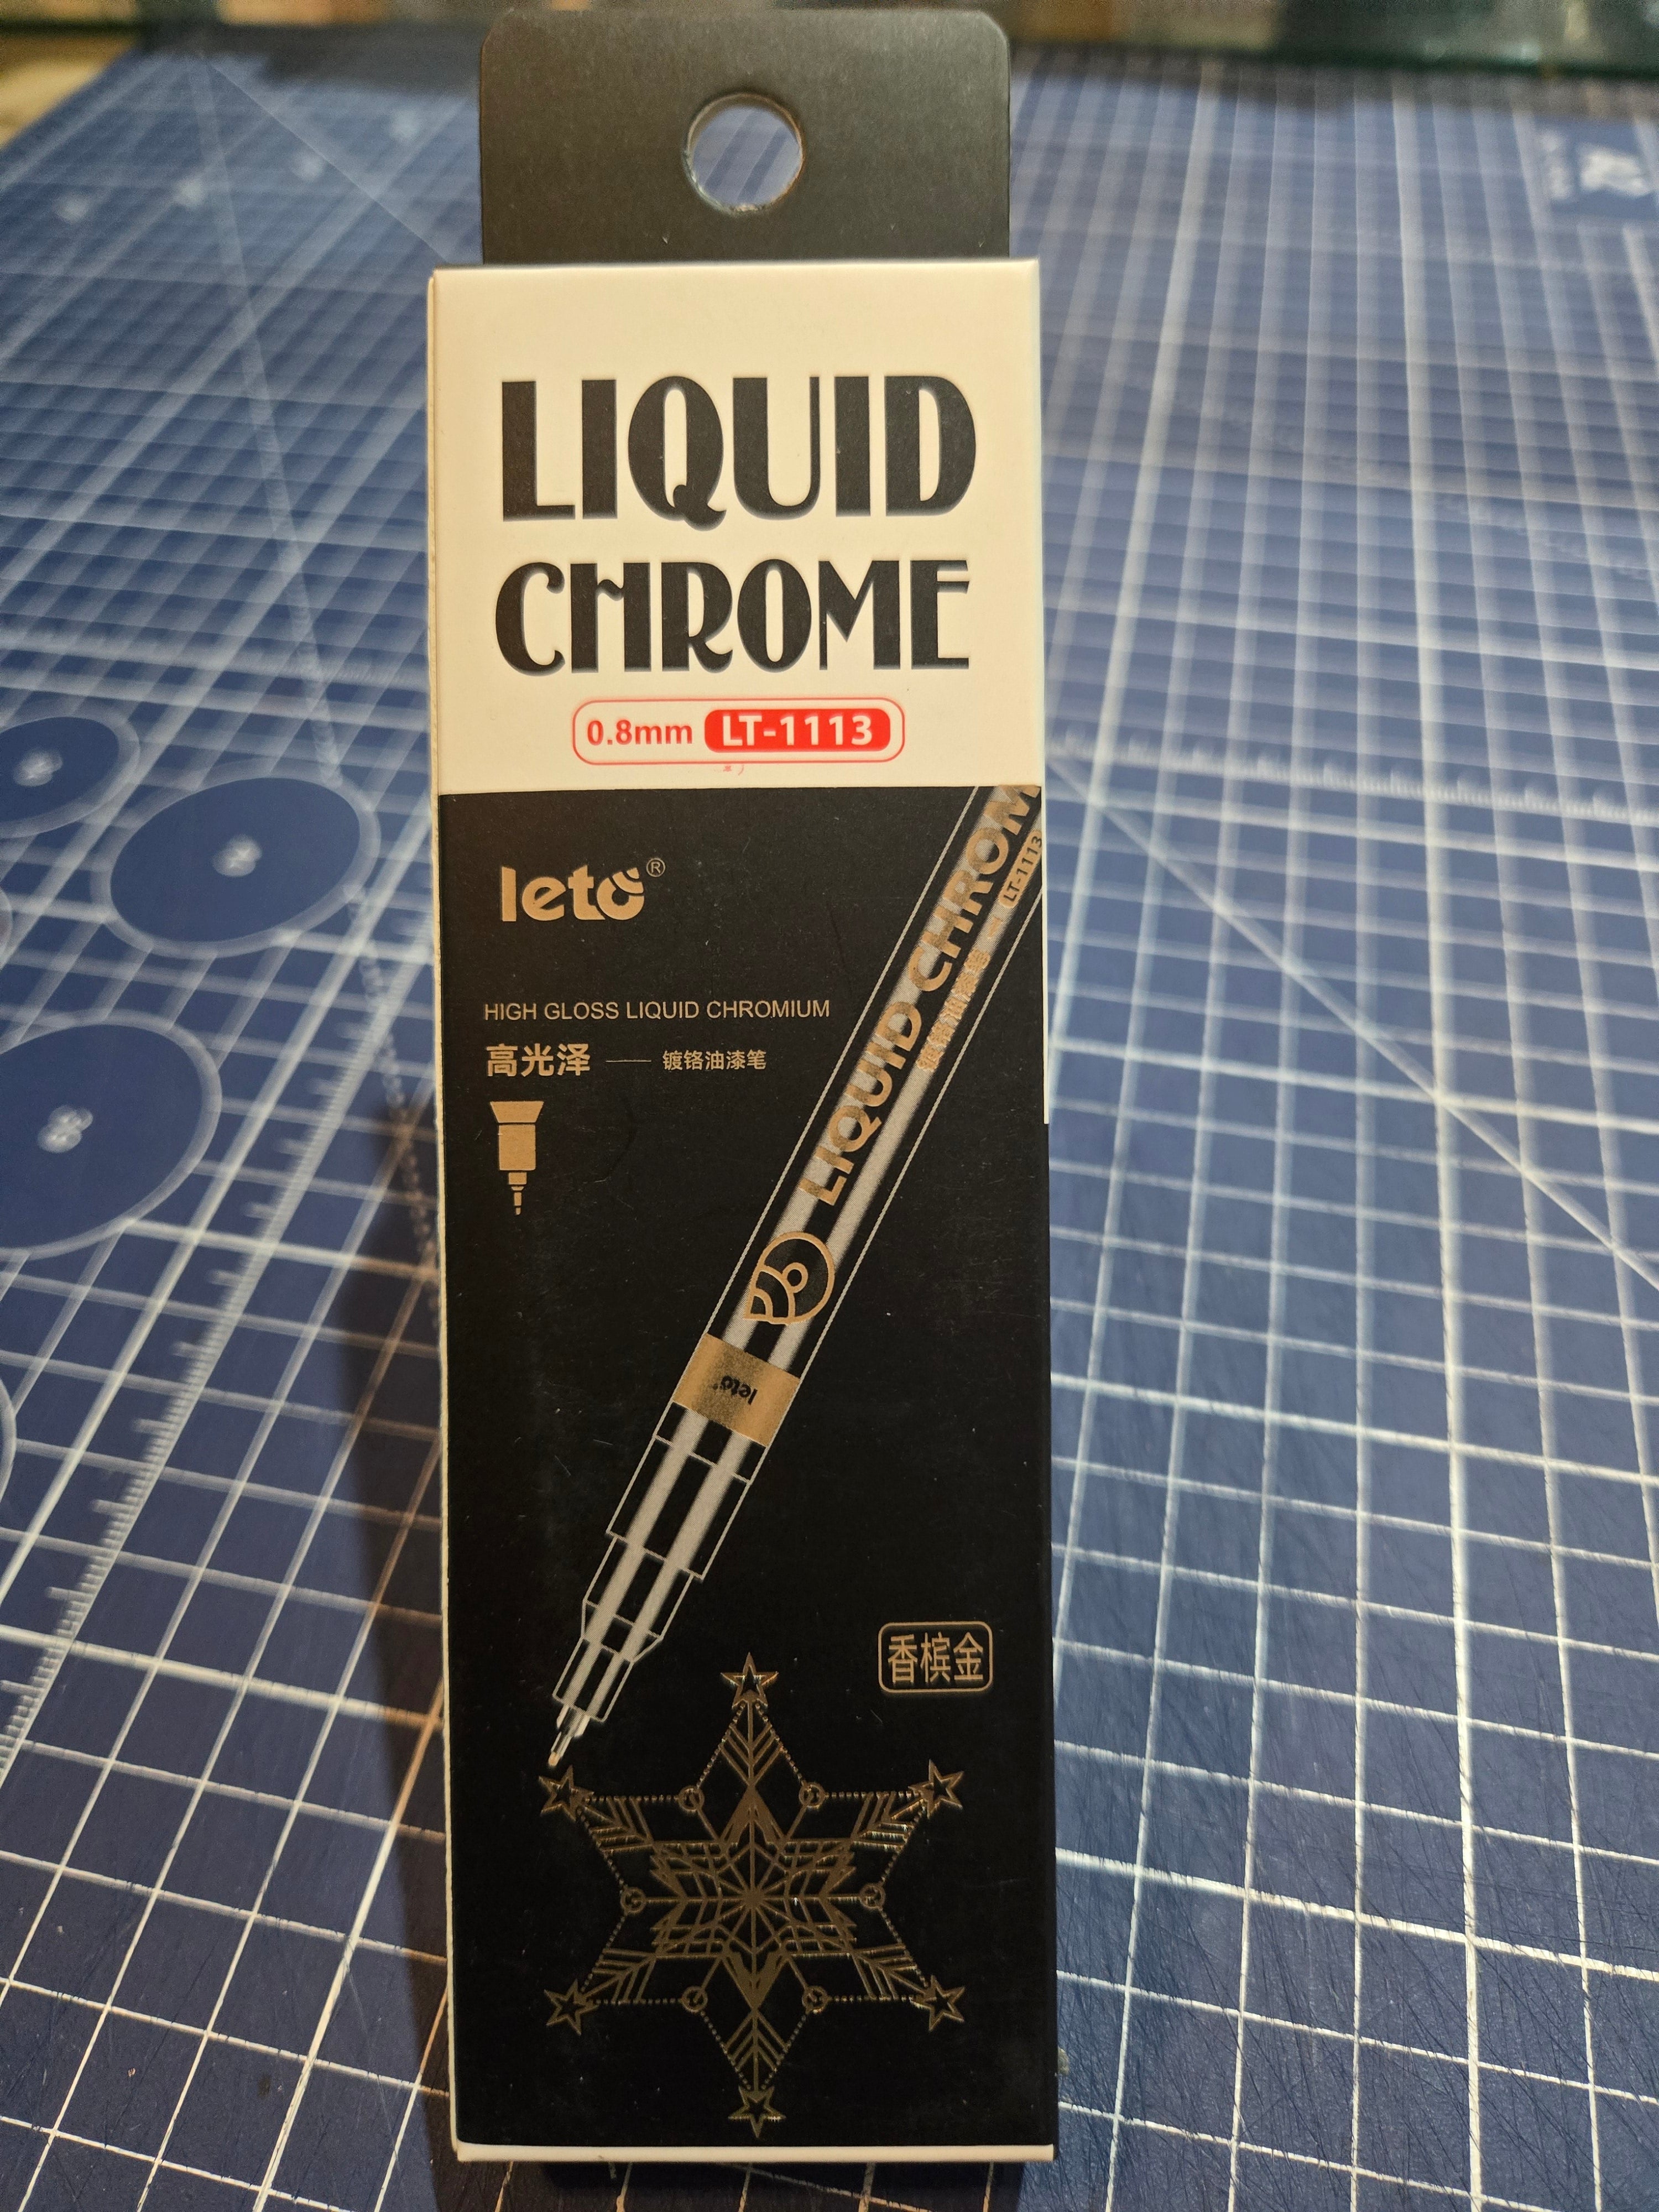 LIQUID
CHROME
0.8mm LT-1113
leto®
HIGH GLOSS LIQUID CHROMIUM
高光泽 —— 镀铬油漆笔
LIQUID CHROM
LT-1113
leto
香槟金